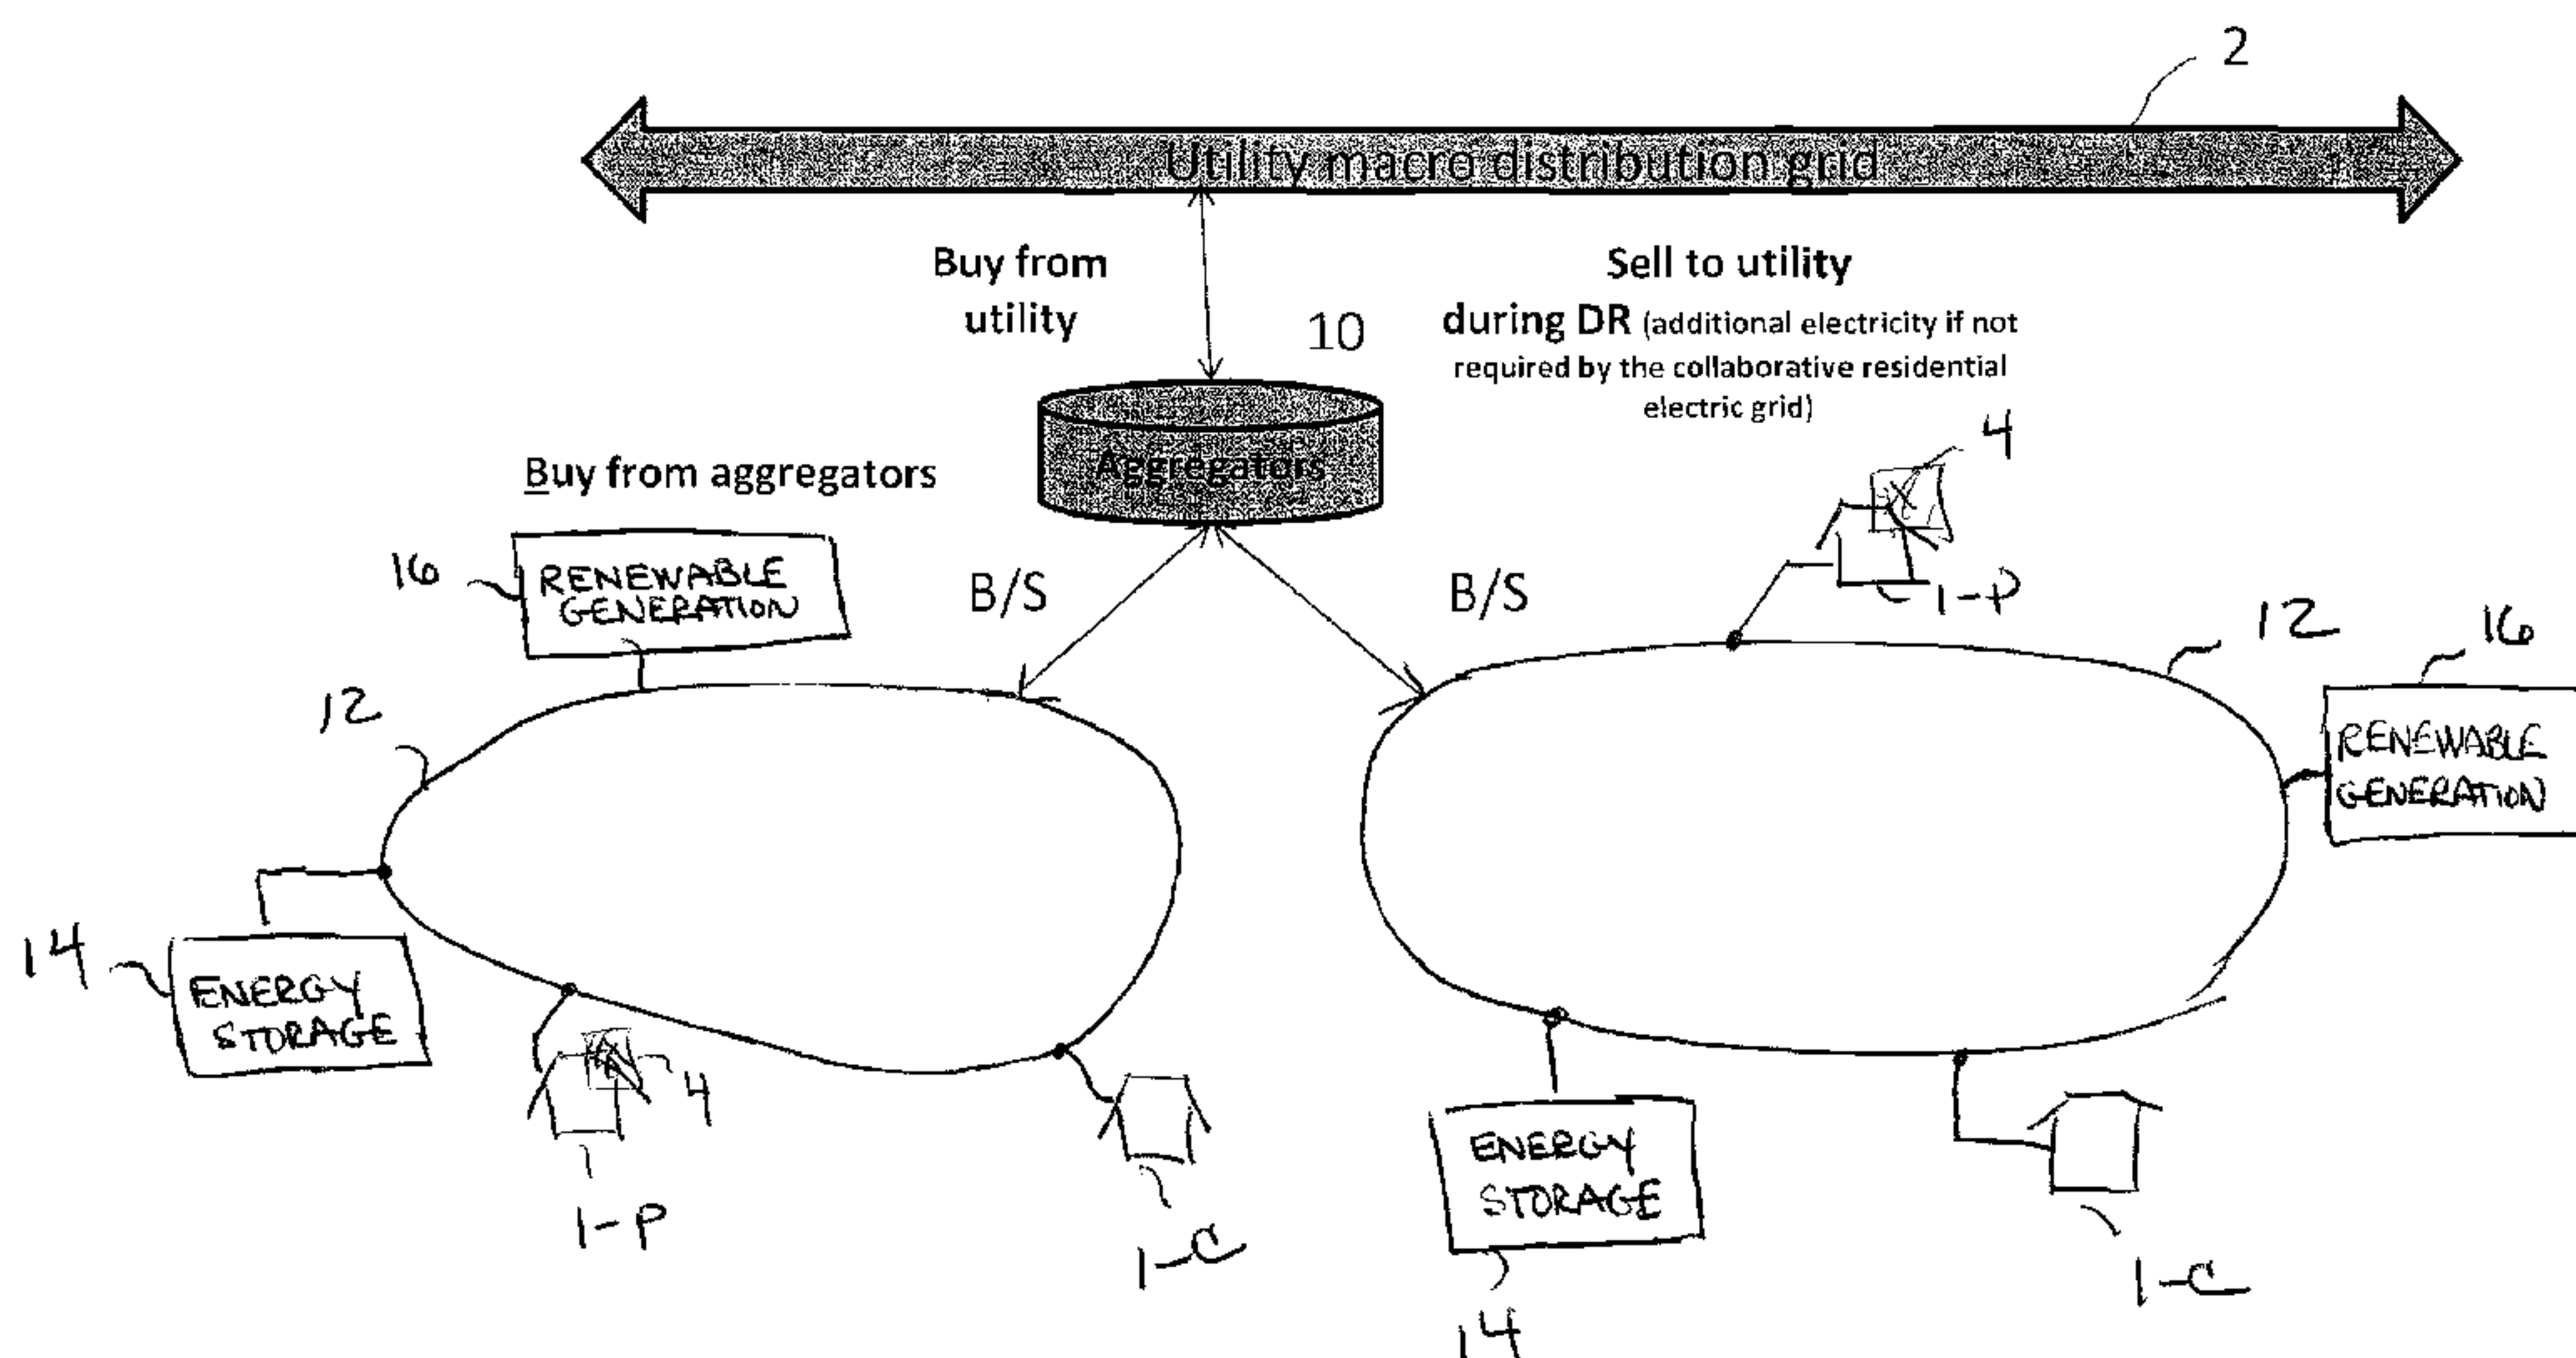 2
Utility macro distribution grid
Buy from
utility
10
Sell to utility
during DR (additional electricity if not
required by the collaborative residential
electric grid)
Aggregators
Buy from aggregators
4
16
RENEWABLE
GENERATION
B/S
B/S
1-P
12
16
RENEWABLE
GENERATION
12
14
ENERGY
STORAGE
4
1-P
1-C
ENERGY
STORAGE
14
1-C